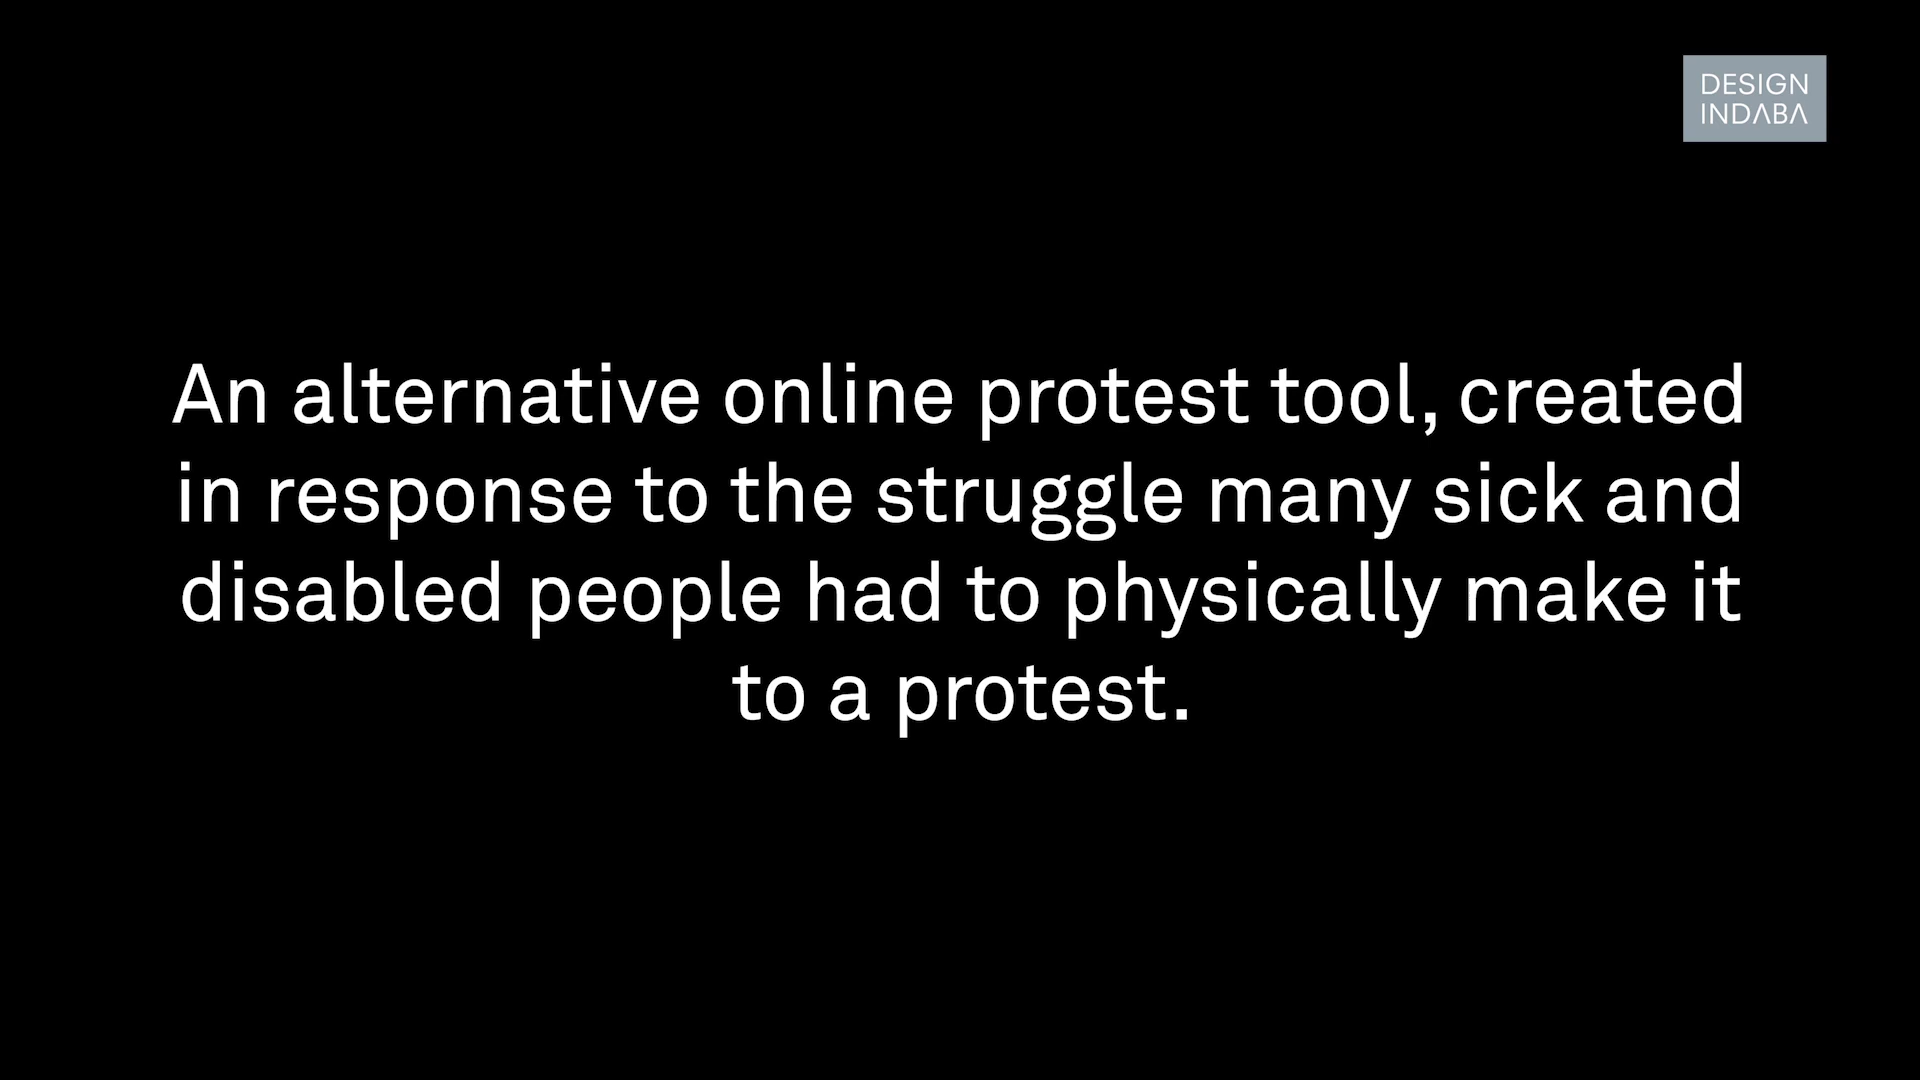 DESIGN
INDABA
An alternative online protest tool, created
in response to the struggle many sick and
disabled people had to physically make it
to a protest.